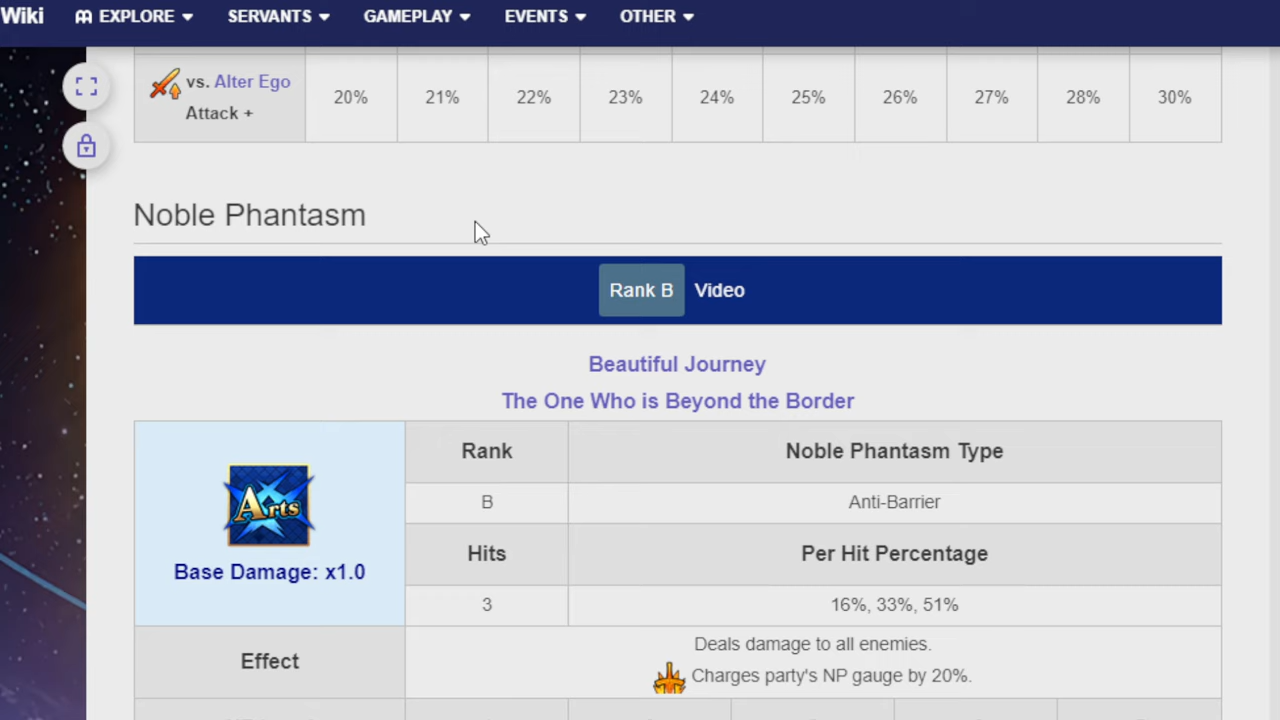 Wiki EXPLORE SERVANTS GAMEPLAY EVENTS OTHER
vs. Alter Ego
Attack +
20% 21% 22% 23% 24% 25% 26% 27% 28% 30%
Noble Phantasm
Rank B Video
Beautiful Journey
The One Who is Beyond the Border
Arts
Base Damage: x1.0
Rank Noble Phantasm Type
B Anti-Barrier
Hits Per Hit Percentage
3 16%, 33%, 51%
Effect
Deals damage to all enemies.
Charges party's NP gauge by 20%.